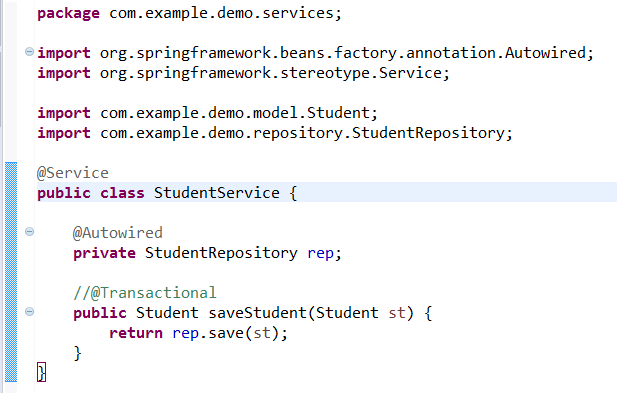 package com.example.demo.services;
import org.springframework.beans.factory.annotation.Autowired;
import org.springframework.stereotype.Service;
import com.example.demo.model.Student;
import com.example.demo.repository.StudentRepository;
@Service
public class StudentService {
@Autowired
private StudentRepository rep;
//@Transactional
public Student saveStudent(Student st) {
return rep.save(st);
}
}